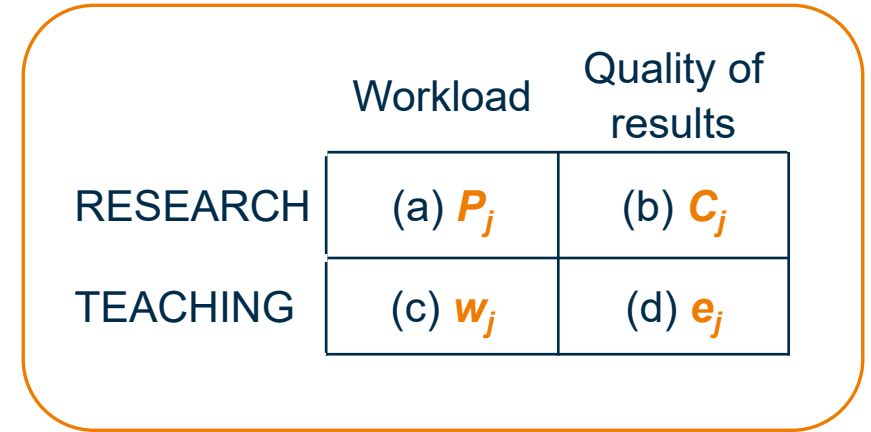 Workload
Quality of
results
RESEARCH (a) Pj (b) Cj
TEACHING (c) wj (d) ej